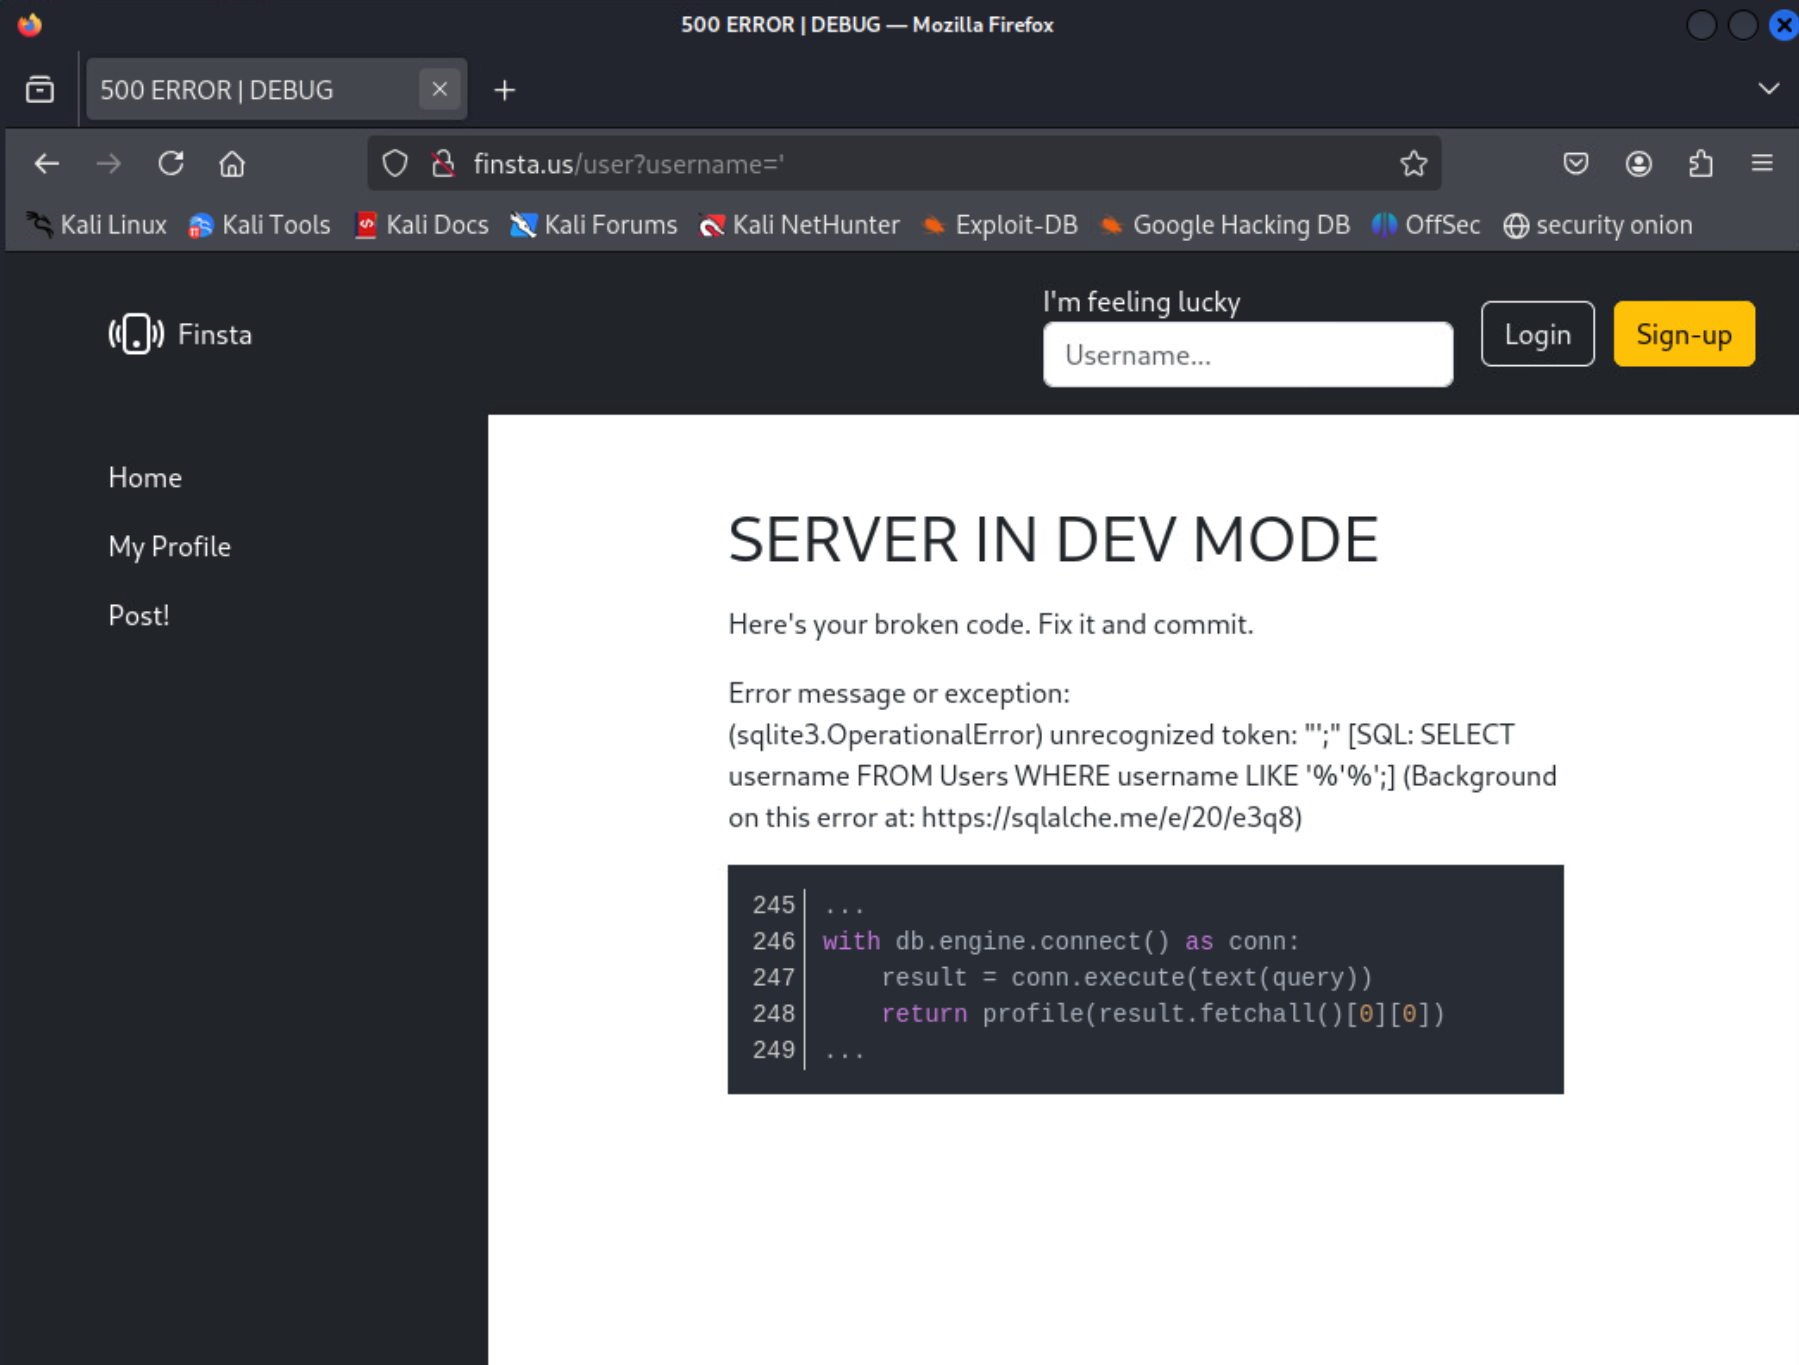 500 ERROR | DEBUG — Mozilla Firefox
500 ERROR | DEBUG
finsta.us/user?username='
Kali Linux Kali Tools Kali Docs Kali Forums Kali NetHunter Exploit-DB Google Hacking DB OffSec security onion
I'm feeling lucky
Finsta Username... Login Sign-up
Home
My Profile
Post!
SERVER IN DEV MODE
Here's your broken code. Fix it and commit.
Error message or exception:
(sqlite3.OperationalError) unrecognized token: "';" [SQL: SELECT
username FROM Users WHERE username LIKE '%'%';] (Background
on this error at: https://sqlalche.me/e/20/e3q8)
245 ...
246 with db.engine.connect() as conn:
247     result = conn.execute(text(query))
248     return profile(result.fetchall()[0][0])
249 ...